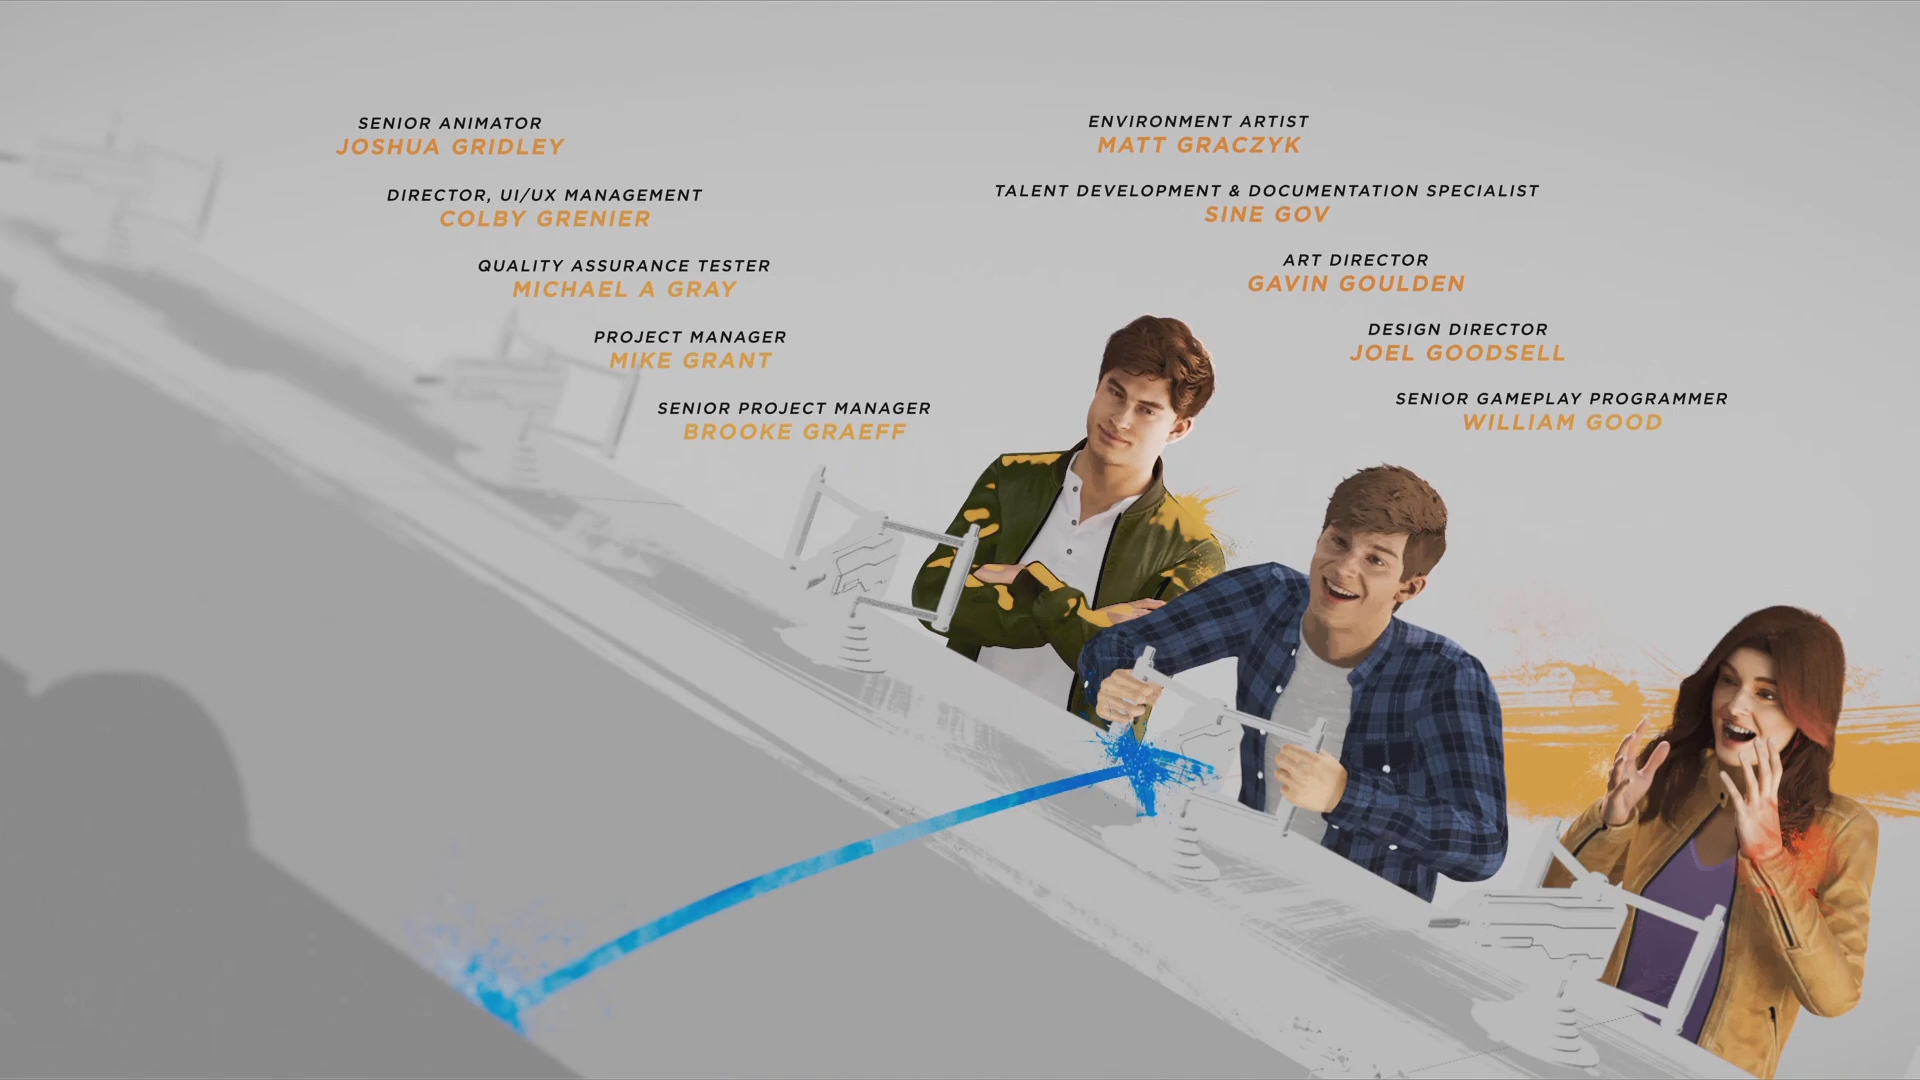 SENIOR ANIMATOR
JOSHUA GRIDLEY
DIRECTOR, UI/UX MANAGEMENT
COLBY GRENIER
QUALITY ASSURANCE TESTER
MICHAEL A GRAY
PROJECT MANAGER
MIKE GRANT
SENIOR PROJECT MANAGER
BROOKE GRAEFF
ENVIRONMENT ARTIST
MATT GRACZYK
TALENT DEVELOPMENT & DOCUMENTATION SPECIALIST
SINE GOV
ART DIRECTOR
GAVIN GOULDEN
DESIGN DIRECTOR
JOEL GOODSELL
SENIOR GAMEPLAY PROGRAMMER
WILLIAM GOOD